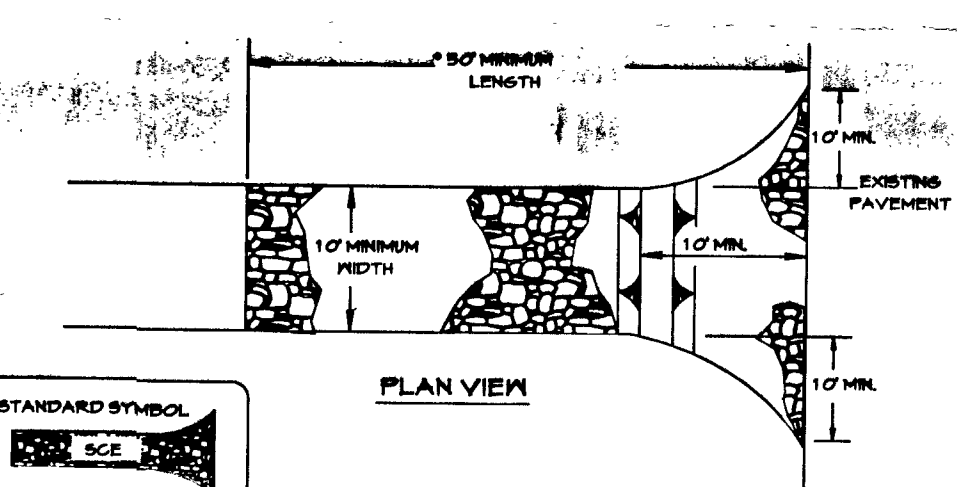 * 50' MINIMUM
LENGTH
10' MIN.
EXISTING
PAVEMENT
10' MINIMUM
WIDTH
10' MIN.
PLAN VIEW
10' MIN.
STANDARD SYMBOL
SCE